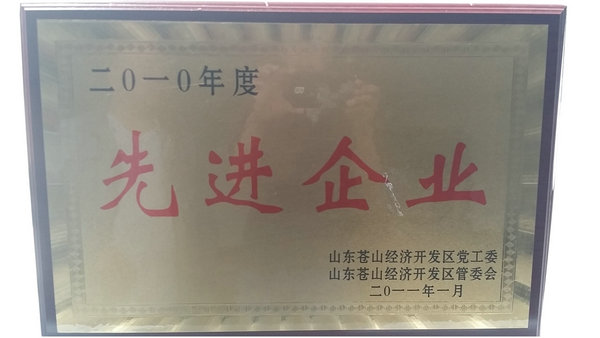 二０一０年度
先进企业
山东苍山经济开发区党工委
山东苍山经济开发区管委会
二０一一年一月